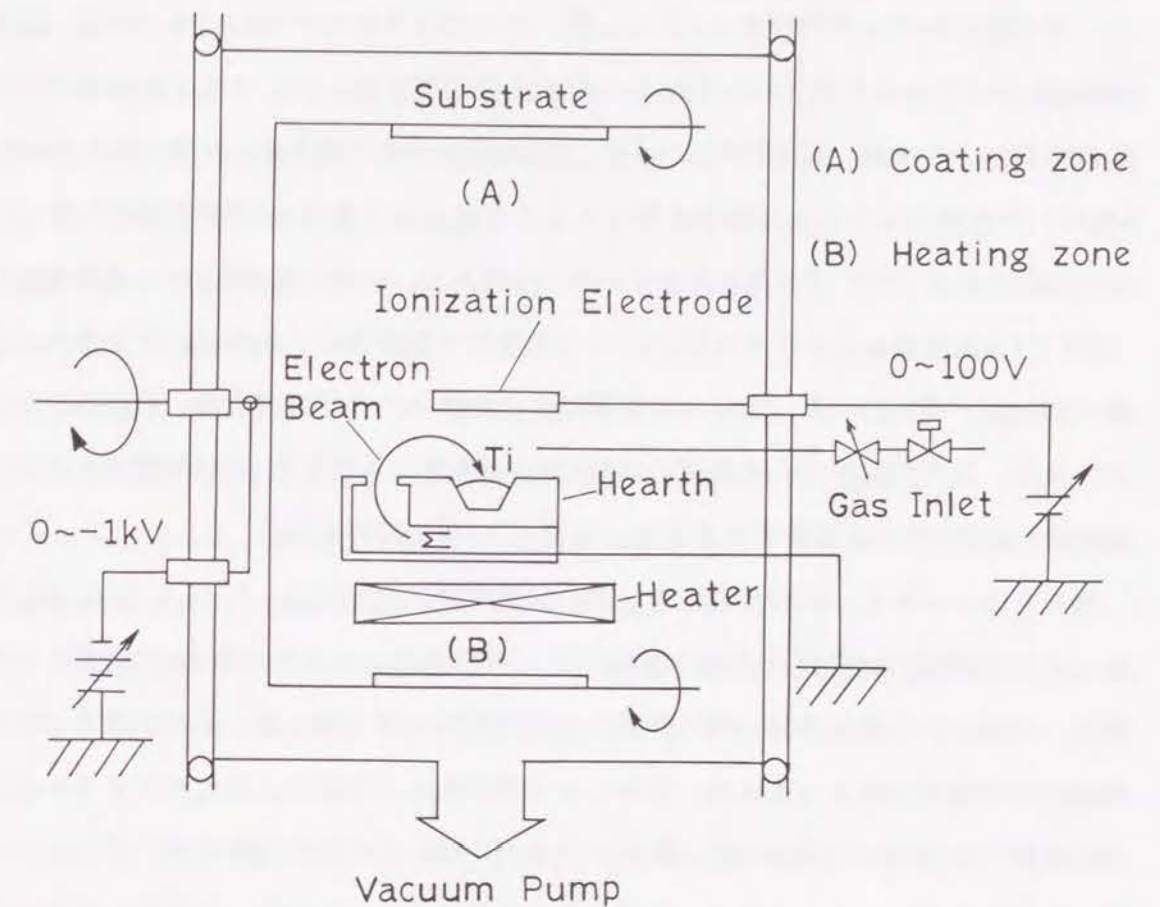 Substrate
(A)
(A) Coating zone
(B) Heating zone
Ionization Electrode
0~100V
Electron
Beam
Ti
Hearth
Gas Inlet
0~-1kV
Heater
(B)
Vacuum Pump